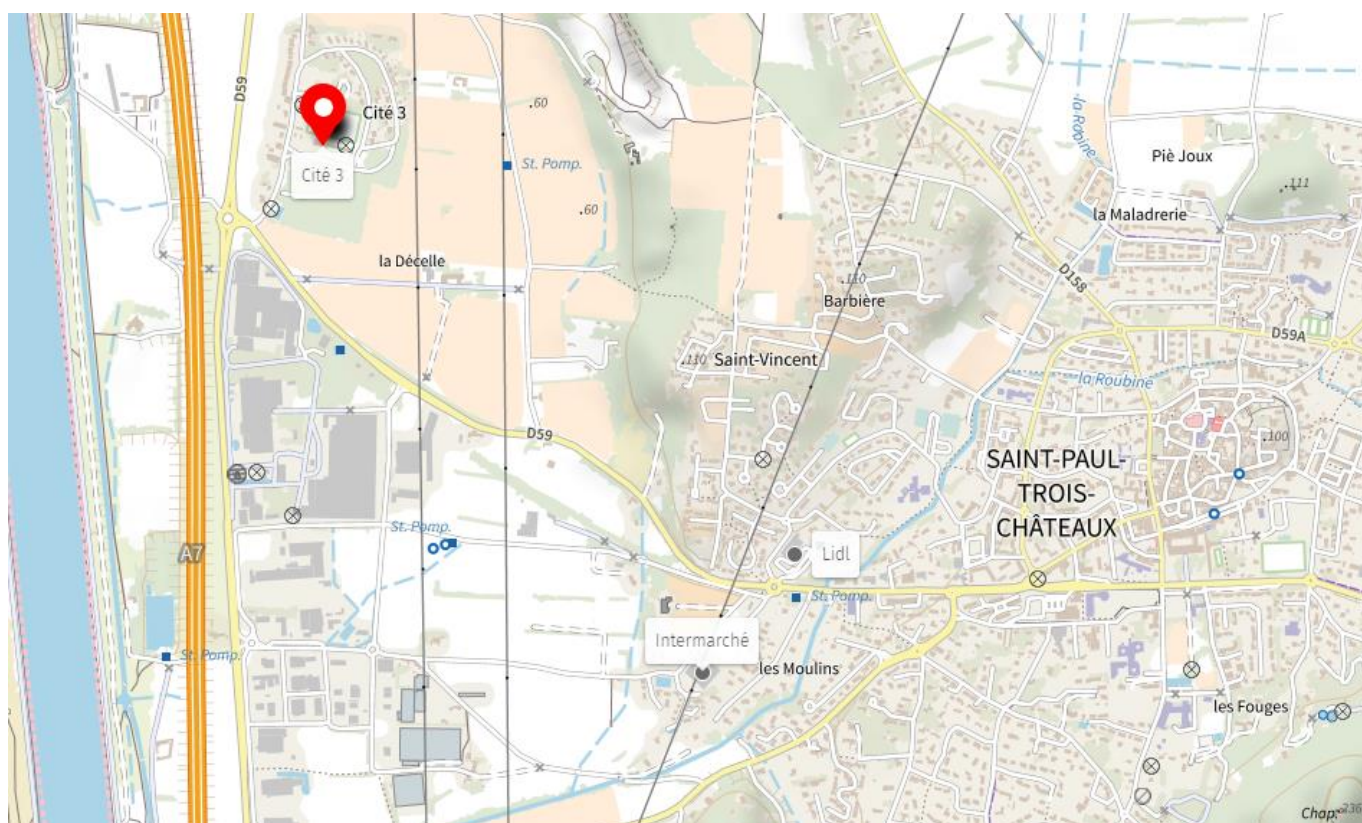 D59
Cité 3
Cité 3
.60
St. Pomp.
.60
la Robine
Piè Joux
.111
la Maladrerie
la Décelle
D158
.110
Barbière
D59A
.110
Saint-Vincent
la Roubine
D59
.100
SAINT-PAUL-
TROIS-
CHÂTEAUX
St. Pomp.
A7
Lidl
St. Pomp.
Intermarché
St. Pomp.
les Moulins
les Fouges
Chap.
.236